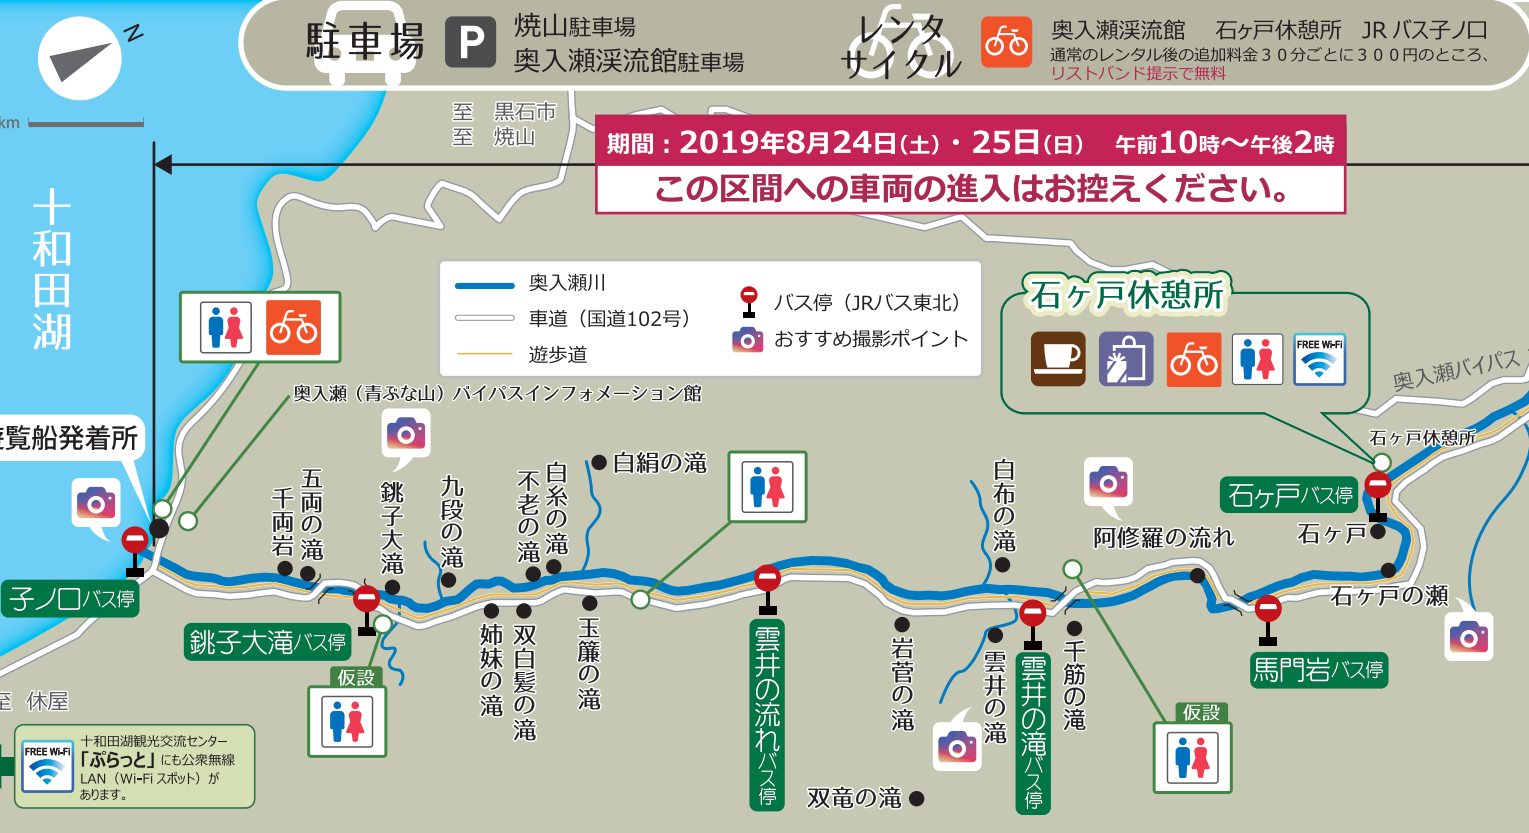 N
km
駐車場
P
焼山駐車場
奥入瀬渓流館駐車場
レンタ
サイクル
奥入瀬渓流館　石ヶ戸休憩所　JRバス子ノ口
通常のレンタル後の追加料金３０分ごとに３００円のところ、
リストバンド提示で無料
至　黒石市
至　焼山
期間：2019年8月24日(土)・25日(日)　午前10時～午後2時
この区間への車両の進入はお控えください。
十和田湖
奥入瀬川
車道（国道102号）
遊歩道
バス停（JRバス東北）
おすすめ撮影ポイント
石ヶ戸休憩所
FREE Wi-Fi
奥入瀬バイパス
奥入瀬（青ぶな山）バイパスインフォメーション館
覧船発着所
石ヶ戸休憩所
千両岩
五両の滝
銚子大滝
九段の滝
不老の滝
白糸の滝
白絹の滝
白布の滝
阿修羅の流れ
石ヶ戸バス停
石ヶ戸
石ヶ戸の瀬
子ノ口バス停
銚子大滝バス停
仮設
姉妹の滝
双白髪の滝
玉簾の滝
雲井の流れバス停
岩菅の滝
雲井の滝
雲井の滝バス停
千筋の滝
馬門岩バス停
仮設
双竜の滝
至　休屋
FREE Wi-Fi
十和田湖観光交流センター
「ぷらっと」にも公衆無線
LAN（Wi-Fi スポット）が
あります。